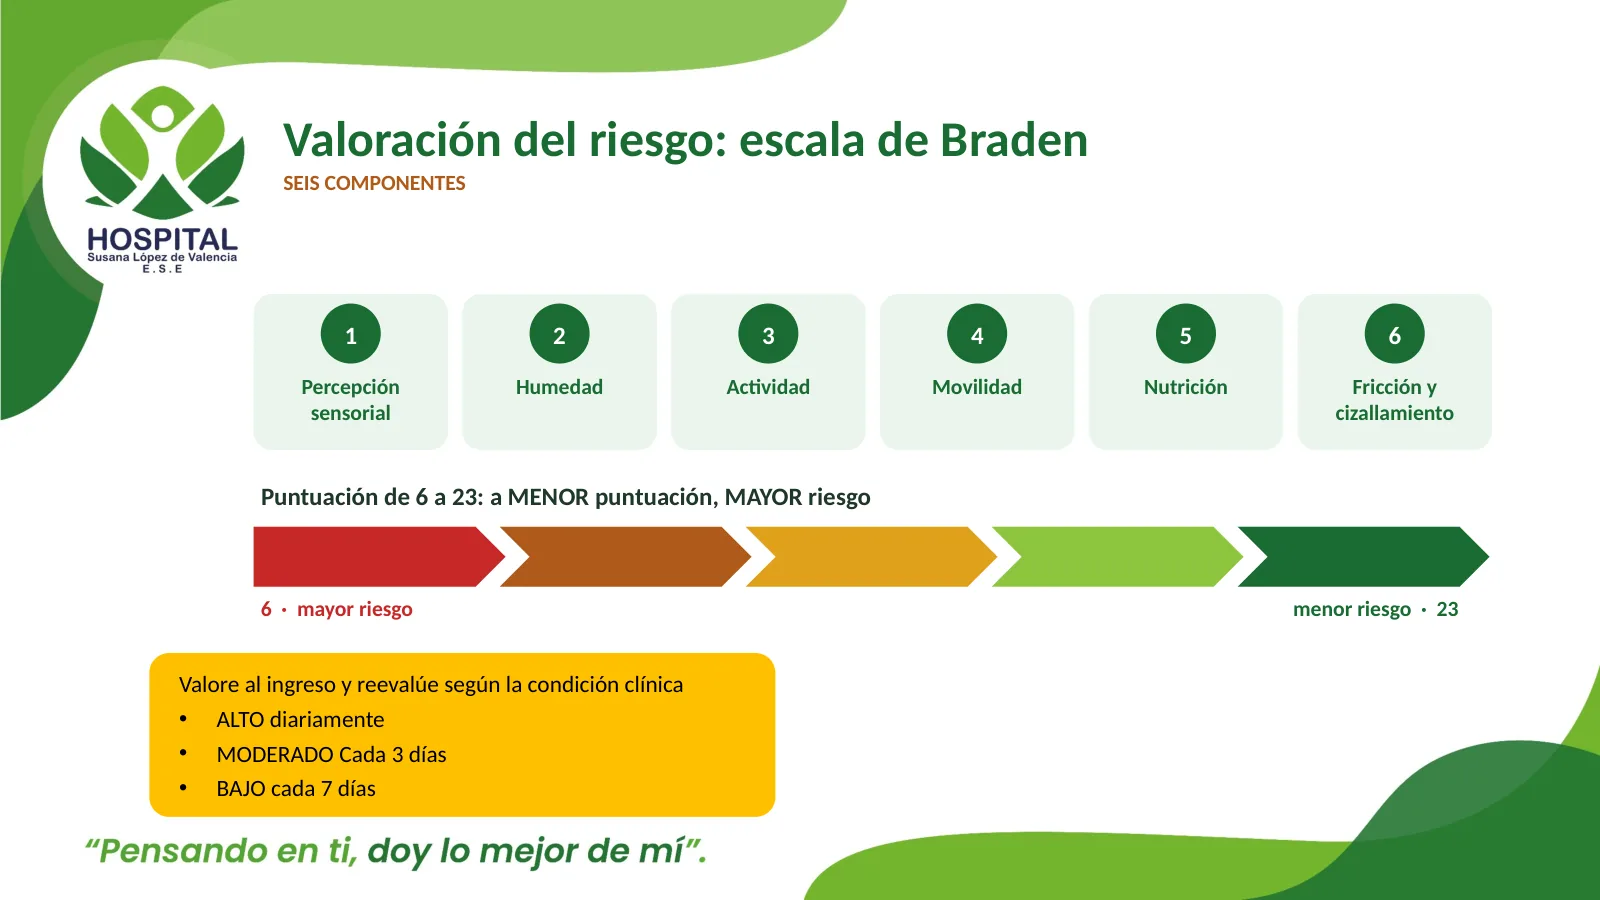 Valoración del riesgo: escala de Braden
SEIS COMPONENTES
HOSPITAL
Susana López de Valencia
E.S.E
1
Percepción
sensorial
2
Humedad
3
Actividad
4
Movilidad
5
Nutrición
6
Fricción y
cizallamiento
Puntuación de 6 a 23: a MENOR puntuación, MAYOR riesgo
6 · mayor riesgo
menor riesgo · 23
Valore al ingreso y reevalúe según la condición clínica
• ALTO diariamente
• MODERADO Cada 3 días
• BAJO cada 7 días
“Pensando en ti, doy lo mejor de mí”.